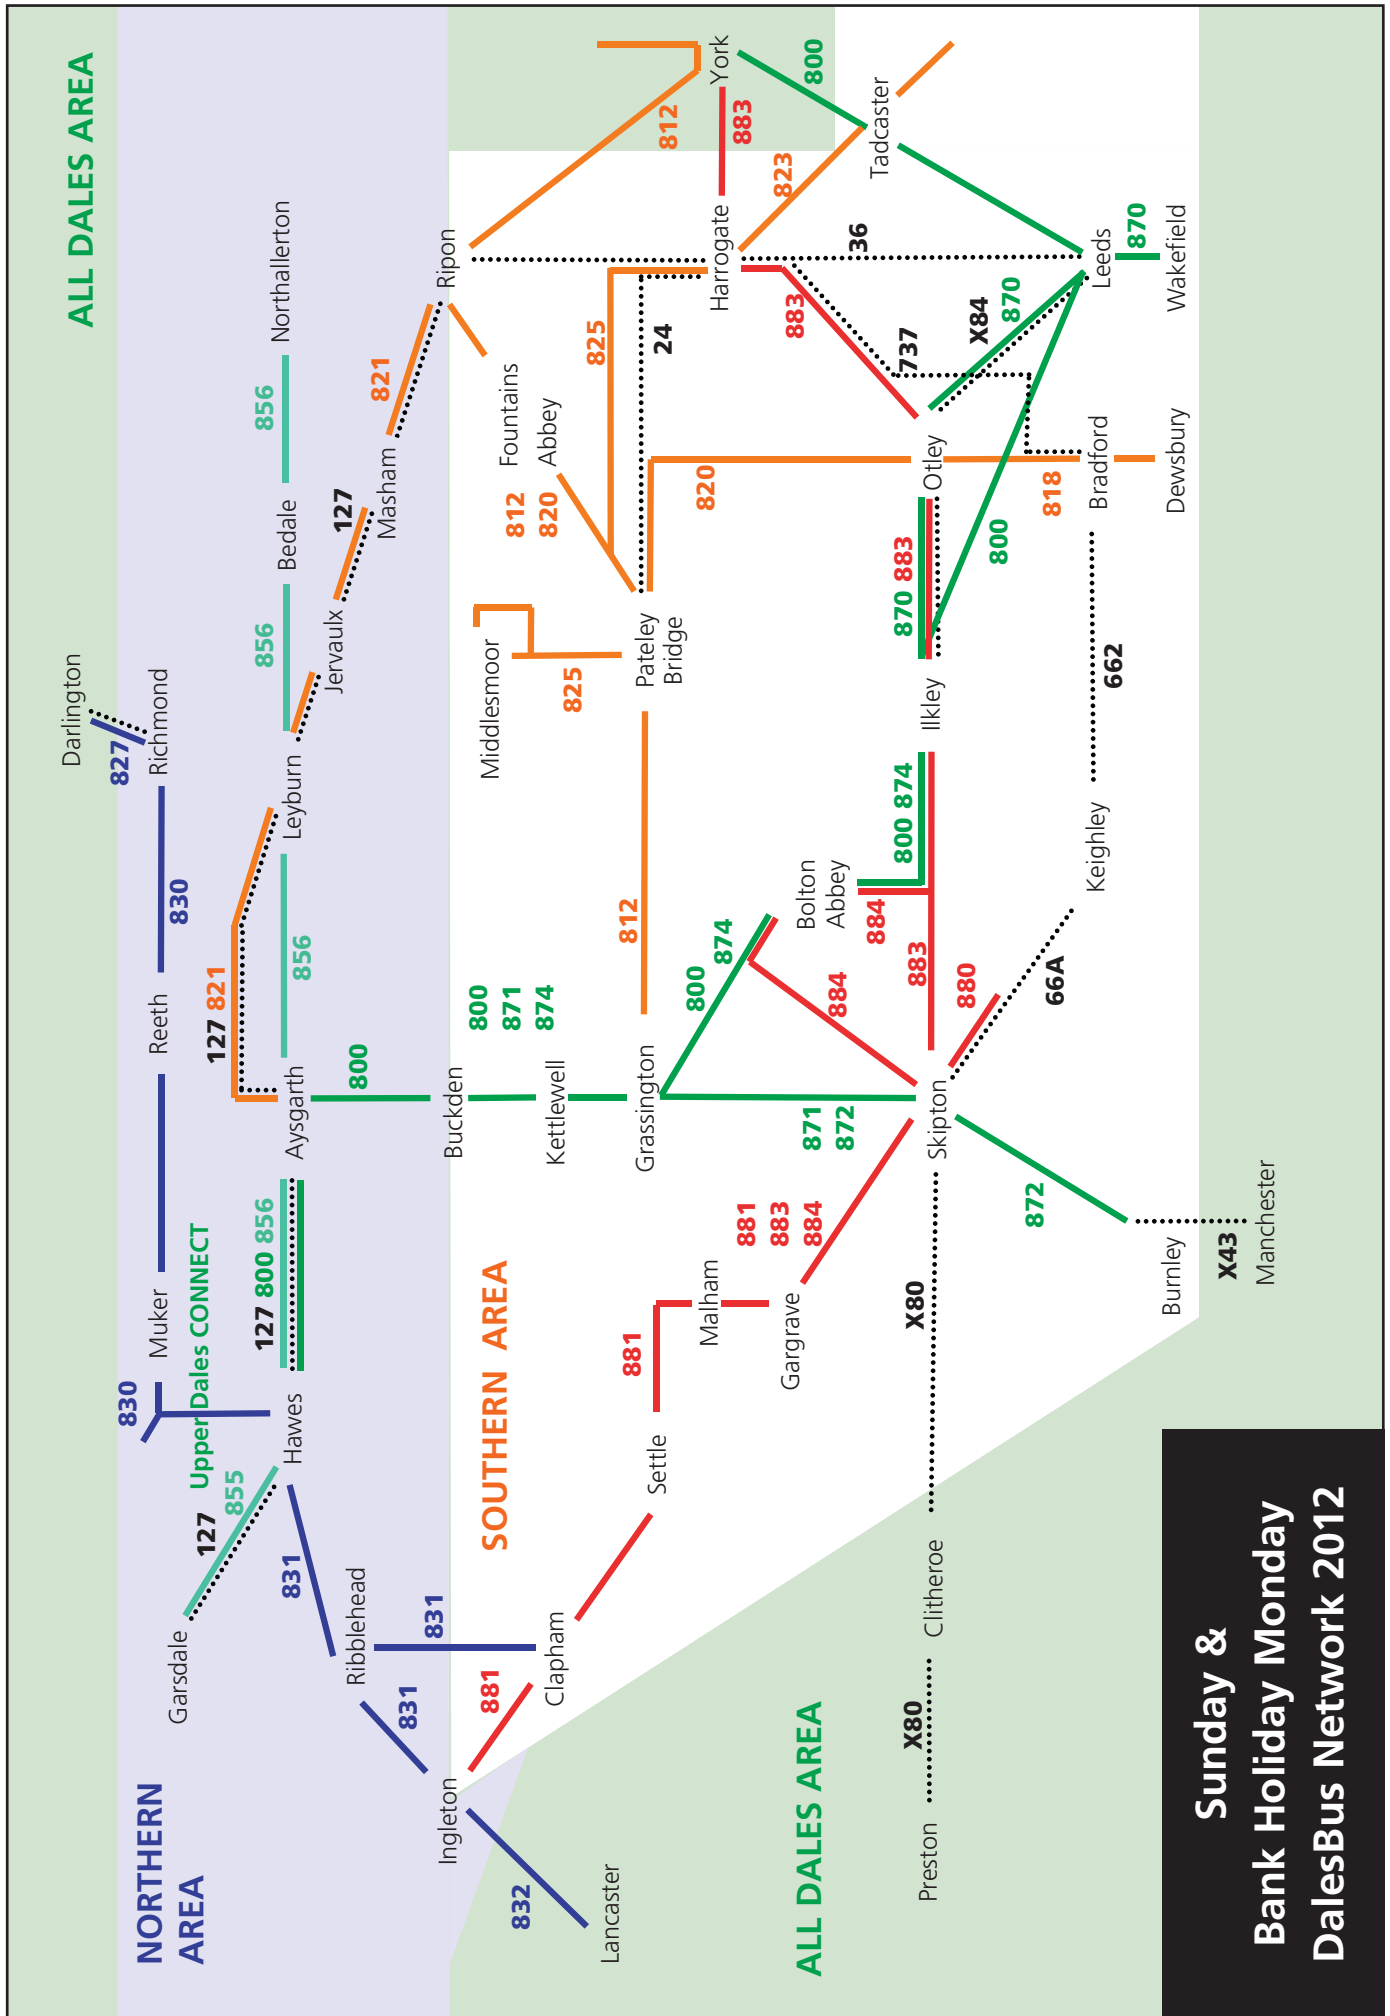 ALL DALES AREA
NORTHERN
AREA
Upper Dales CONNECT
SOUTHERN AREA
ALL DALES AREA
Darlington
827
Richmond
830
Reeth
Muker
830
Garsdale
127
855
Hawes
127 800 856
Aysgarth
127 821
856
Leyburn
856
Bedale
856
Northallerton
Jervaulx
127
Masham
821
Ripon
831
Ribblehead
831
831
Ingleton
832
Lancaster
881
Clapham
800
Buckden
800
871
874
Kettlewell
Grassington
812
Middlesmoor
825
Pateley
Bridge
812
820
Fountains
Abbey
825
24
820
812
York
883
800
823
Tadcaster
Harrogate
36
883
737
X84
870
Leeds
870
Wakefield
Settle
881
Malham
Gargrave
881
883
884
871
872
800
874
884
Bolton
Abbey
884
800 874
883
880
Ilkley
870 883
Otley
800
818
Bradford
Dewsbury
662
Keighley
66A
Skipton
872
Burnley
X43
Manchester
X80
Clitheroe
X80
Preston
Sunday &
Bank Holiday Monday
DalesBus Network 2012